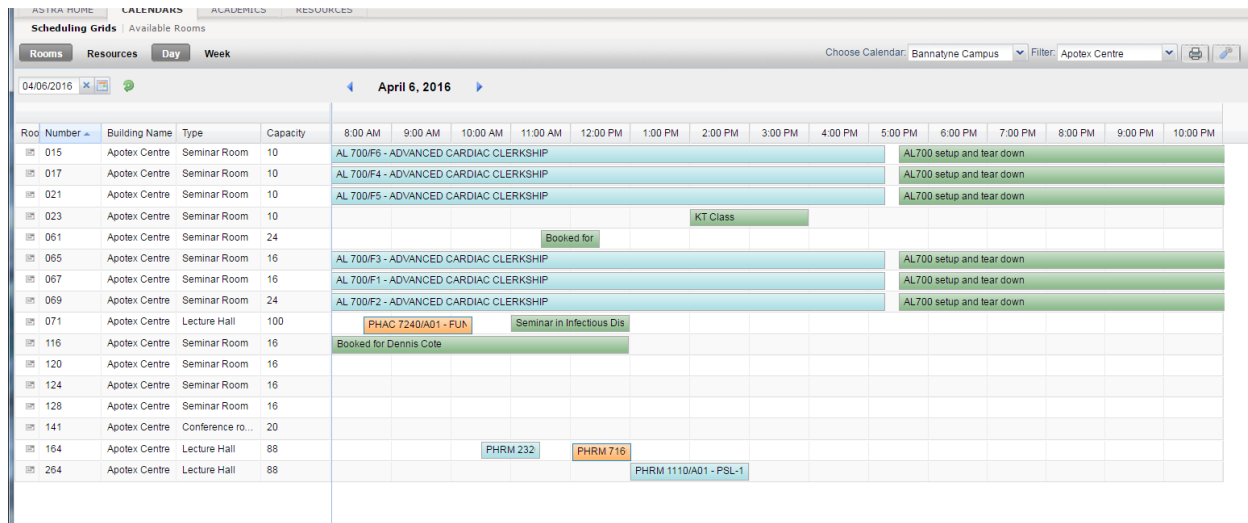 ASTRA HOME CALENDARS ACADEMICS RESOURCES
Scheduling Grids | Available Rooms
Rooms Resources Day Week Choose Calendar: Bannatyne Campus Filter: Apotex Centre
04/06/2016 April 6, 2016
Roo Number Building Name Type Capacity 8:00 AM 9:00 AM 10:00 AM 11:00 AM 12:00 PM 1:00 PM 2:00 PM 3:00 PM 4:00 PM 5:00 PM 6:00 PM 7:00 PM 8:00 PM 9:00 PM 10:00 PM
015 Apotex Centre Seminar Room 10 AL 700/F6 - ADVANCED CARDIAC CLERKSHIP AL700 setup and tear down
017 Apotex Centre Seminar Room 10 AL 700/F4 - ADVANCED CARDIAC CLERKSHIP AL700 setup and tear down
021 Apotex Centre Seminar Room 10 AL 700/F5 - ADVANCED CARDIAC CLERKSHIP AL700 setup and tear down
023 Apotex Centre Seminar Room 10 KT Class
061 Apotex Centre Seminar Room 24 Booked for
065 Apotex Centre Seminar Room 16 AL 700/F3 - ADVANCED CARDIAC CLERKSHIP AL700 setup and tear down
067 Apotex Centre Seminar Room 16 AL 700/F1 - ADVANCED CARDIAC CLERKSHIP AL700 setup and tear down
069 Apotex Centre Seminar Room 24 AL 700/F2 - ADVANCED CARDIAC CLERKSHIP AL700 setup and tear down
071 Apotex Centre Lecture Hall 100 PHAC 7240/A01 - FUN Seminar in Infectious Dis
116 Apotex Centre Seminar Room 16 Booked for Dennis Cote
120 Apotex Centre Seminar Room 16
124 Apotex Centre Seminar Room 16
128 Apotex Centre Seminar Room 16
141 Apotex Centre Conference ro... 20
164 Apotex Centre Lecture Hall 88 PHRM 232 PHRM 716
264 Apotex Centre Lecture Hall 88 PHRM 1110/A01 - PSL-1